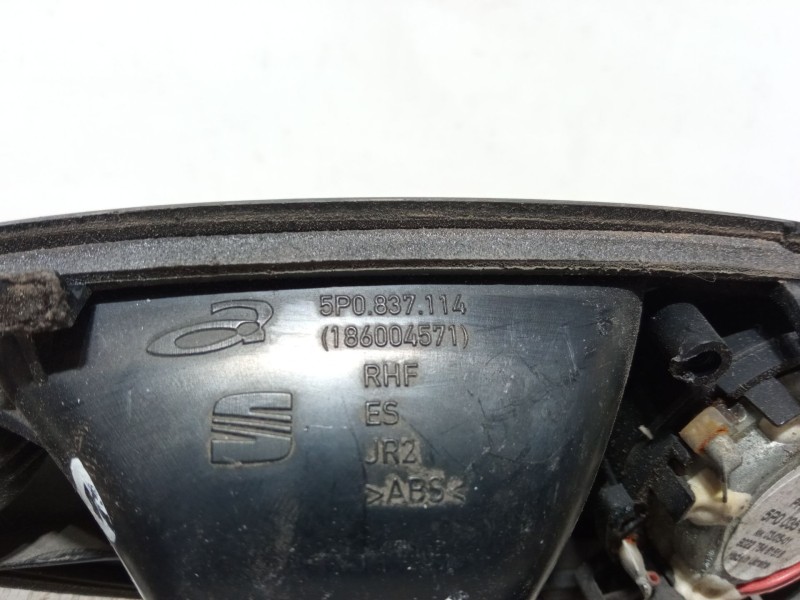 5P0.837.114
(186004571)
RHF
ES
JR2
>ABS<